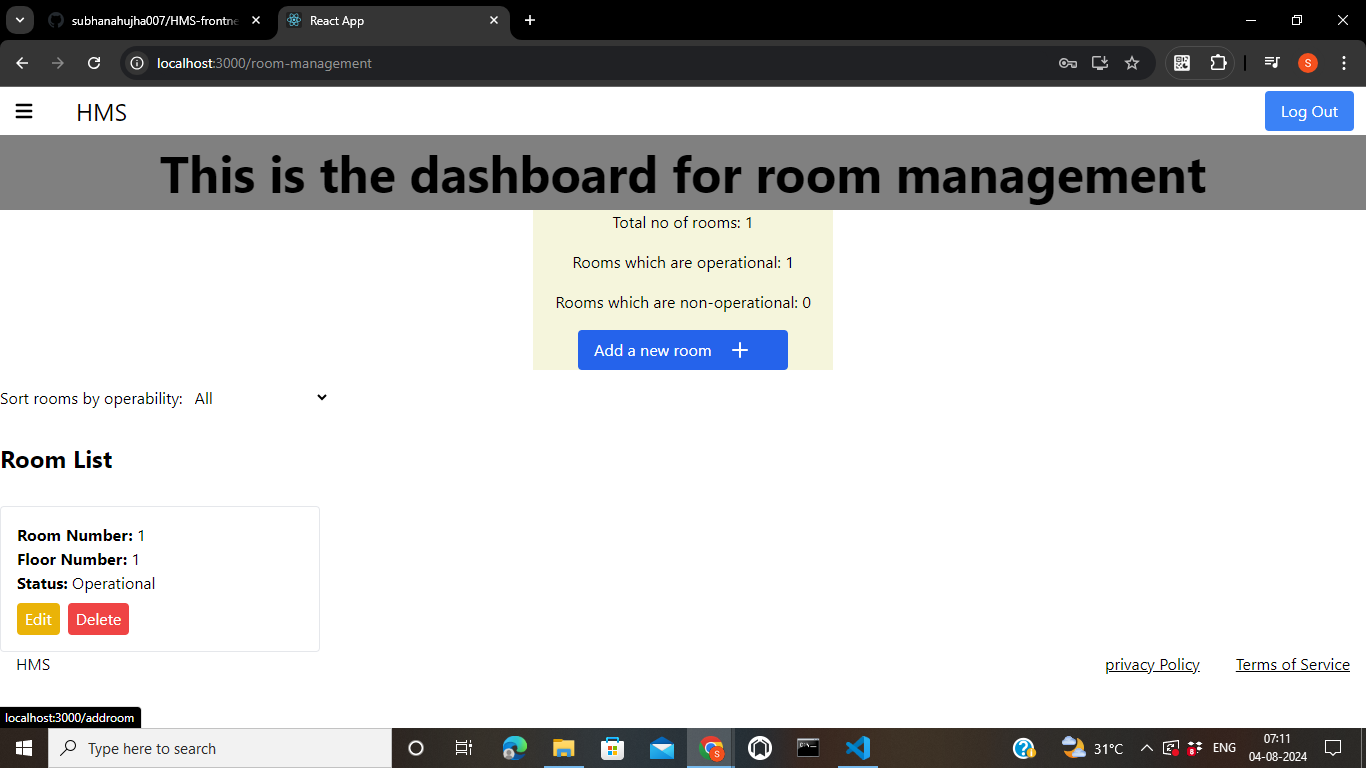 subhanahujha007/HMS-frontne
React App
localhost:3000/room-management
S
HMS
Log Out
This is the dashboard for room management
Total no of rooms: 1
Rooms which are operational: 1
Rooms which are non-operational: 0
Add a new room
Sort rooms by operability: All
Room List
Room Number: 1
Floor Number: 1
Status: Operational
Edit Delete
HMS
privacy Policy
Terms of Service
localhost:3000/addroom
Type here to search
S
31°C
8
ENG
07:11
04-08-2024